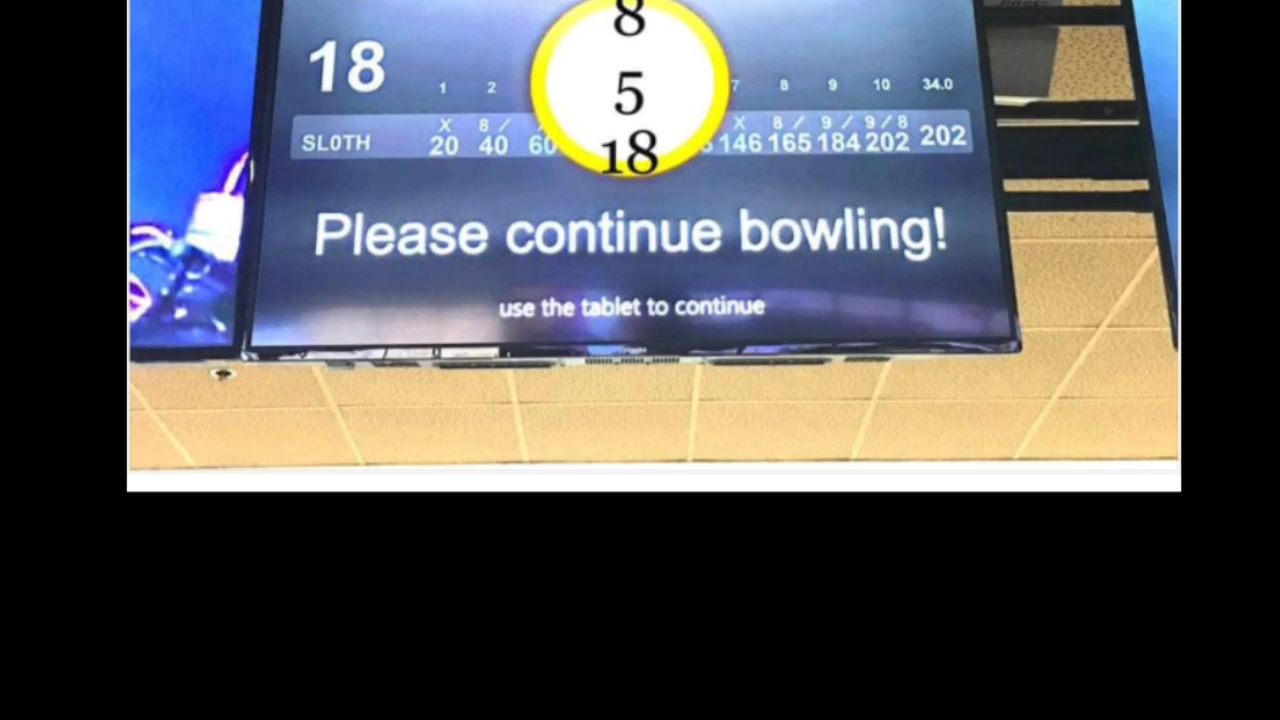 8
18
5
1 2 7 8 9 10 34.0
X 8 / X 8 / 9 / 9 / 8
SL0TH 20 40 60 146 165 184 202 202
18
Please continue bowling!
use the tablet to continue